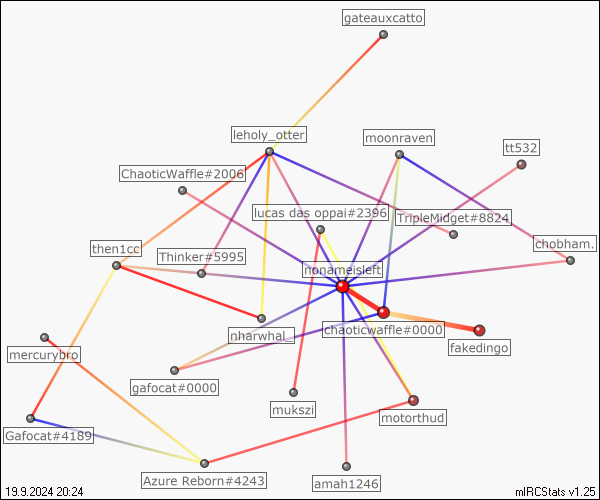 gateauxcatto
leholy_otter
moonraven
tt532
ChaoticWaffle#2006
lucas das oppai#2396
TripleMidget#8824
chobham.
then1cc
Thinker#5995
nonameisleft
nharwhal_
chaoticwaffle#0000
fakedingo
mercurybro
gafocat#0000
mukszi
motorthud
Gafocat#4189
Azure Reborn#4243
amah1246
19.9.2024 20:24
mIRCStats v1.25